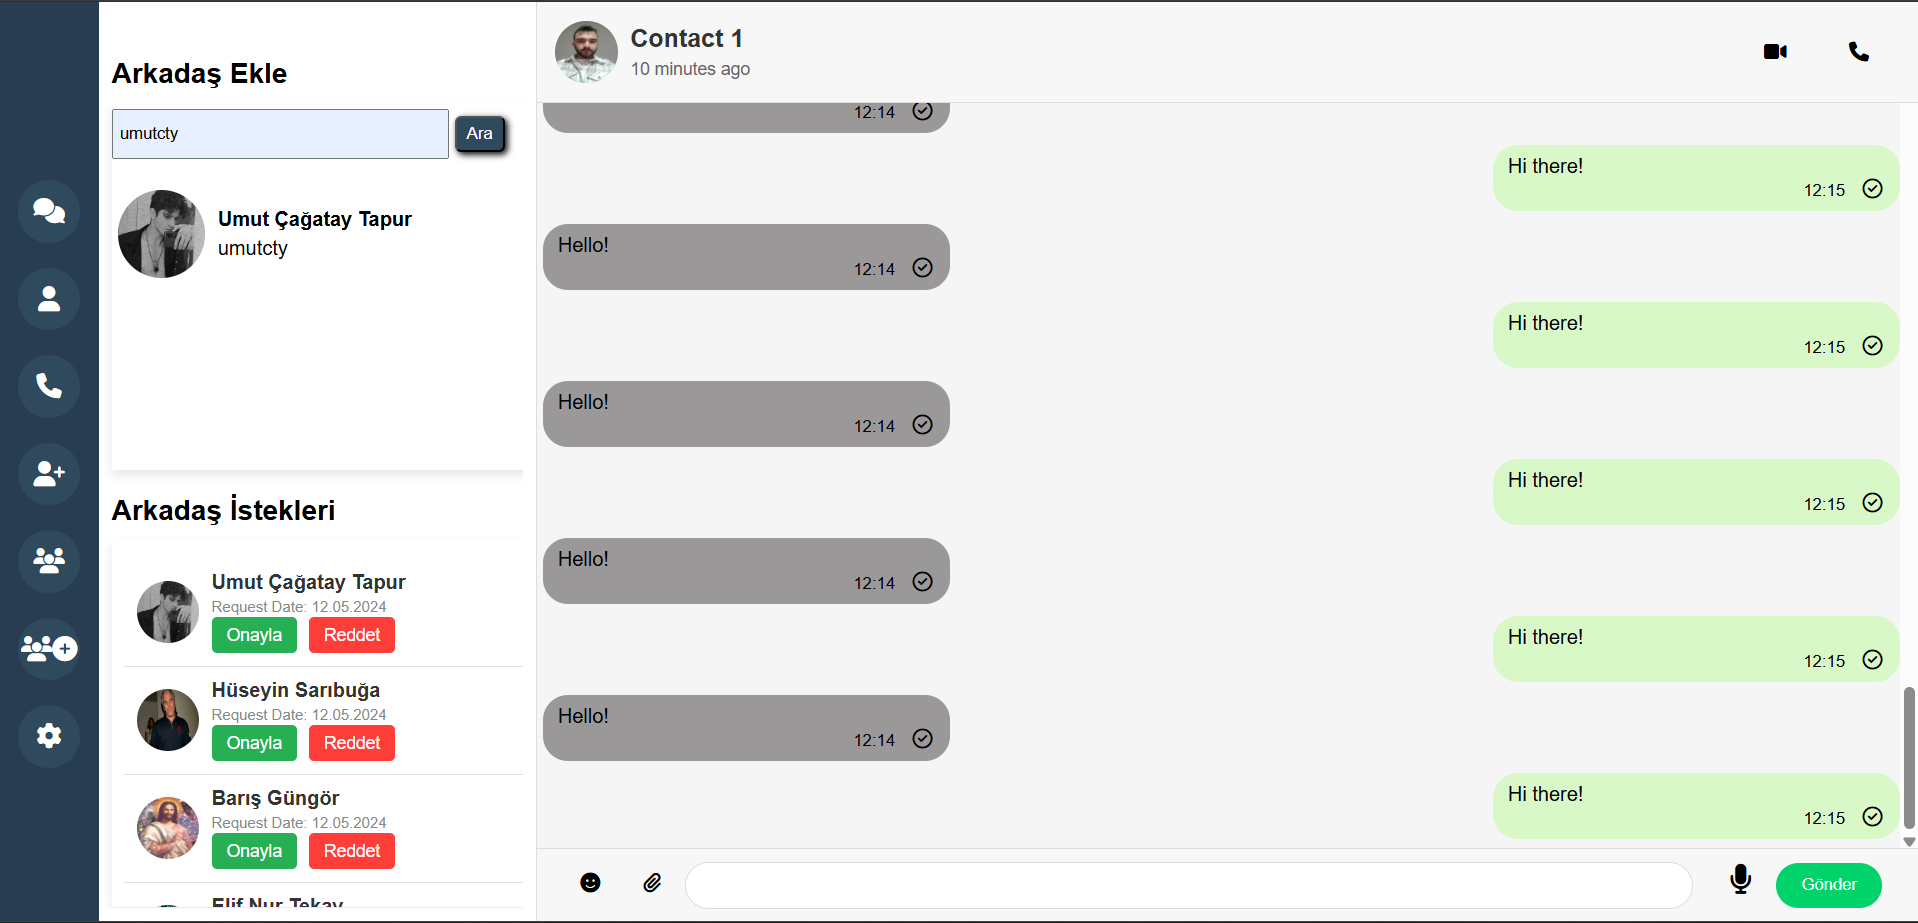 Arkadaş Ekle
umutcty
Ara
Umut Çağatay Tapur
umutcty
Arkadaş İstekleri
Umut Çağatay Tapur
Request Date: 12.05.2024
Onayla Reddet
Hüseyin Sarıbuğa
Request Date: 12.05.2024
Onayla Reddet
Barış Güngör
Request Date: 12.05.2024
Onayla Reddet
Elif Nur Tekay
Contact 1
10 minutes ago
12:14
Hi there!
12:15
Hello!
12:14
Hi there!
12:15
Hello!
12:14
Hi there!
12:15
Hello!
12:14
Hi there!
12:15
Hello!
12:14
Hi there!
12:15
Gönder